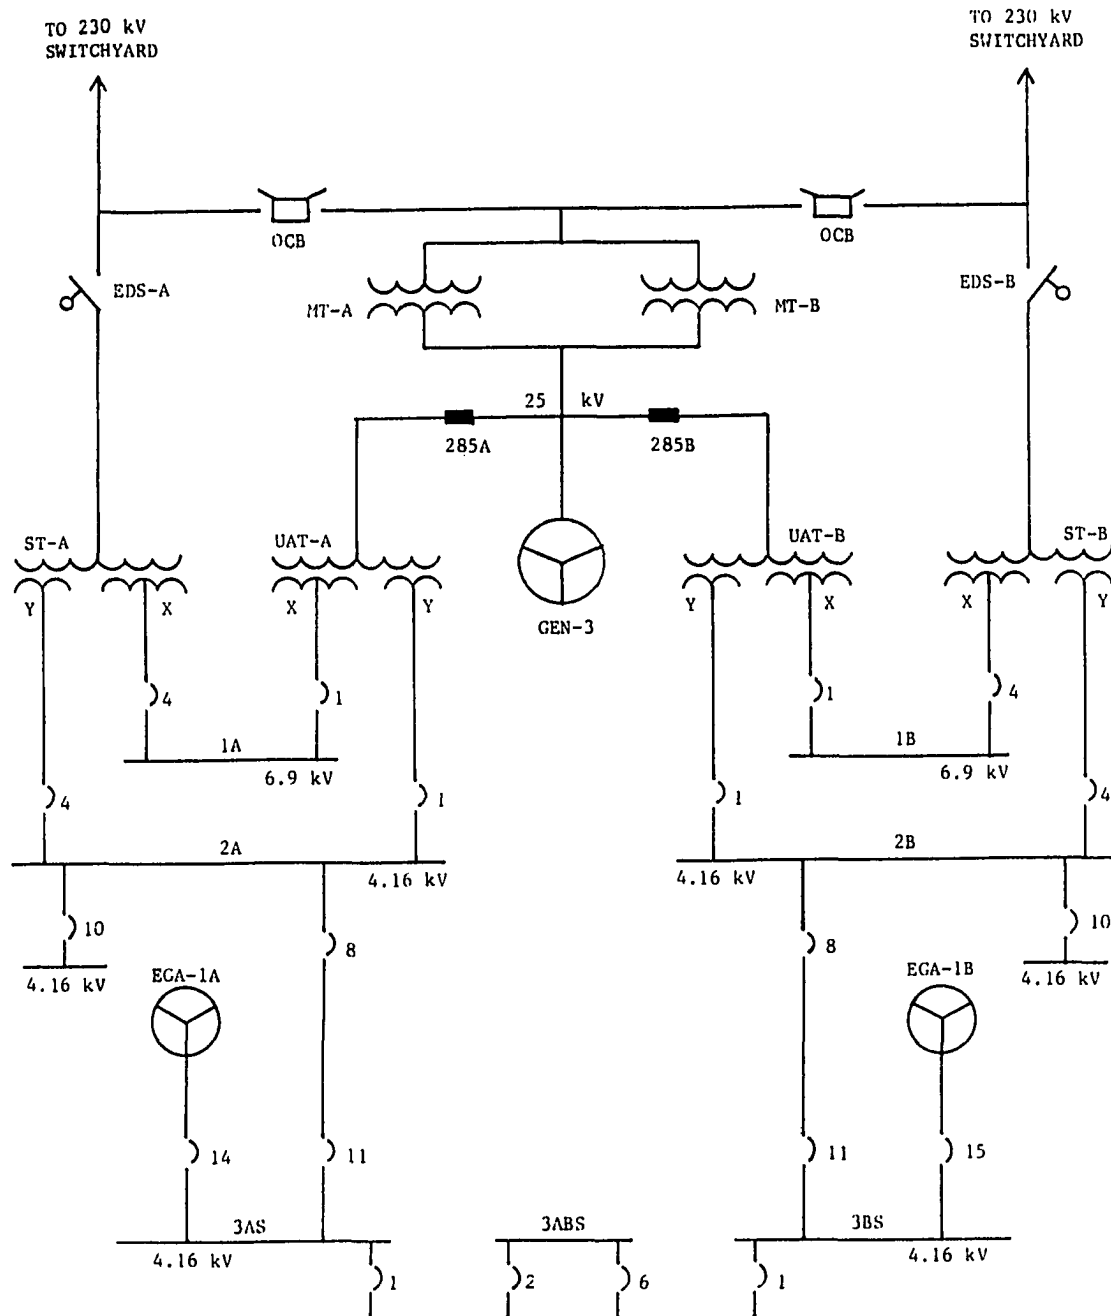 TO 230 kV
SWITCHYARD
TO 230 kV
SWITCHYARD
OCB
OCB
EDS-A
EDS-B
MT-A
MT-B
25 kV
285A
285B
ST-A
UAT-A
UAT-B
ST-B
Y
X
X
Y
Y
X
X
Y
GEN-3
4
1
1
4
1A
1B
6.9 kV
6.9 kV
4
1
1
4
2A
2B
4.16 kV
4.16 kV
10
8
8
10
4.16 kV
EGA-1A
EGA-1B
4.16 kV
14
11
11
15
3AS
3ABS
3BS
4.16 kV
4.16 kV
1
2
6
1